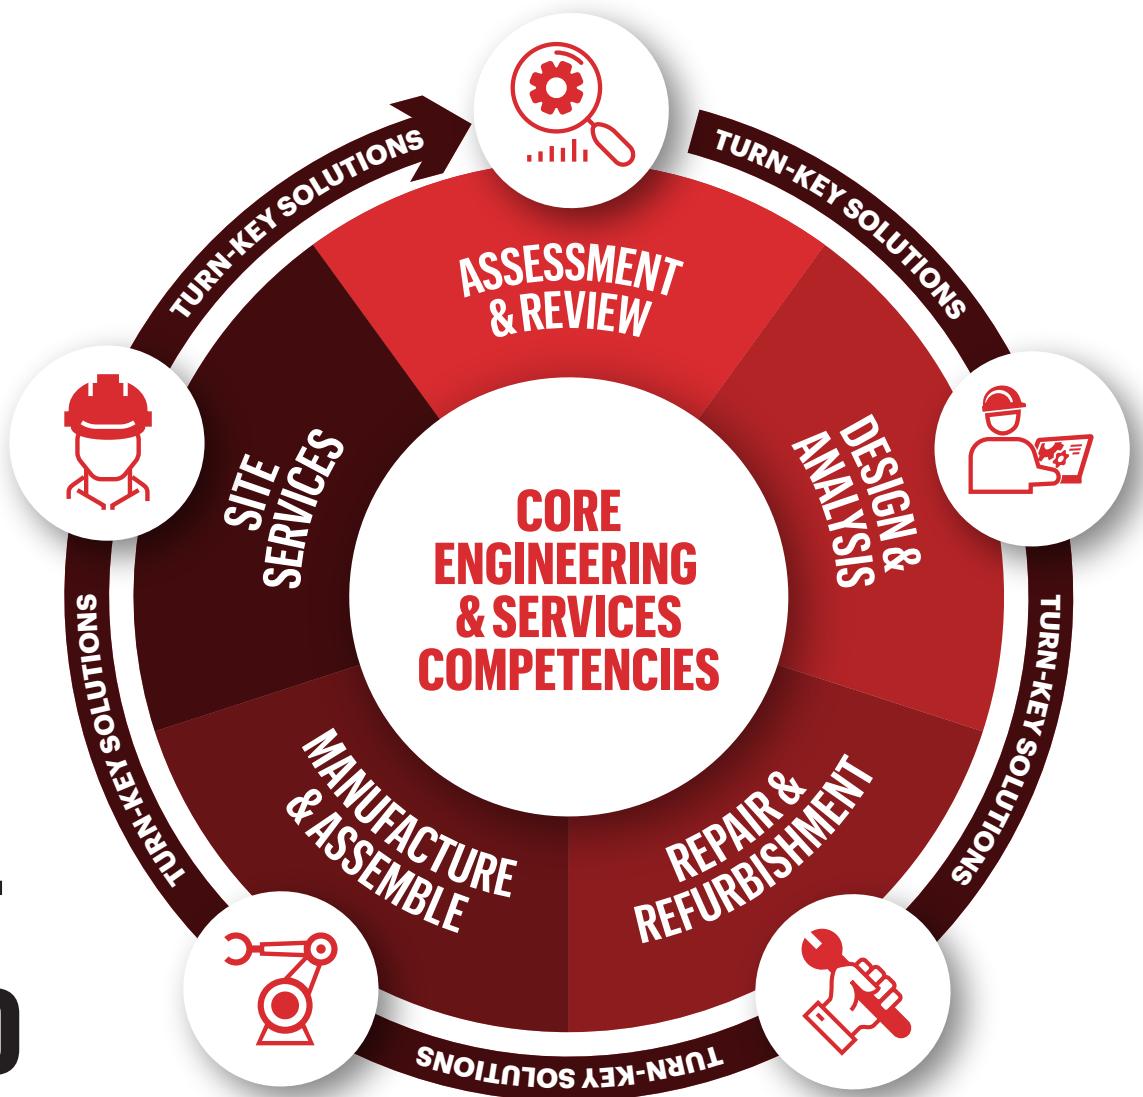 TURN-KEY SOLUTIONS
TURN-KEY SOLUTIONS
ASSESSMENT
& REVIEW
DESIGN &
ANALYSIS
SITE
SERVICES
CORE
ENGINEERING
& SERVICES
COMPETENCIES
TURN-KEY SOLUTIONS
TURN-KEY SOLUTIONS
MANUFACTURE
& ASSEMBLE
REPAIR &
REFURBISHMENT
TURN-KEY SOLUTIONS